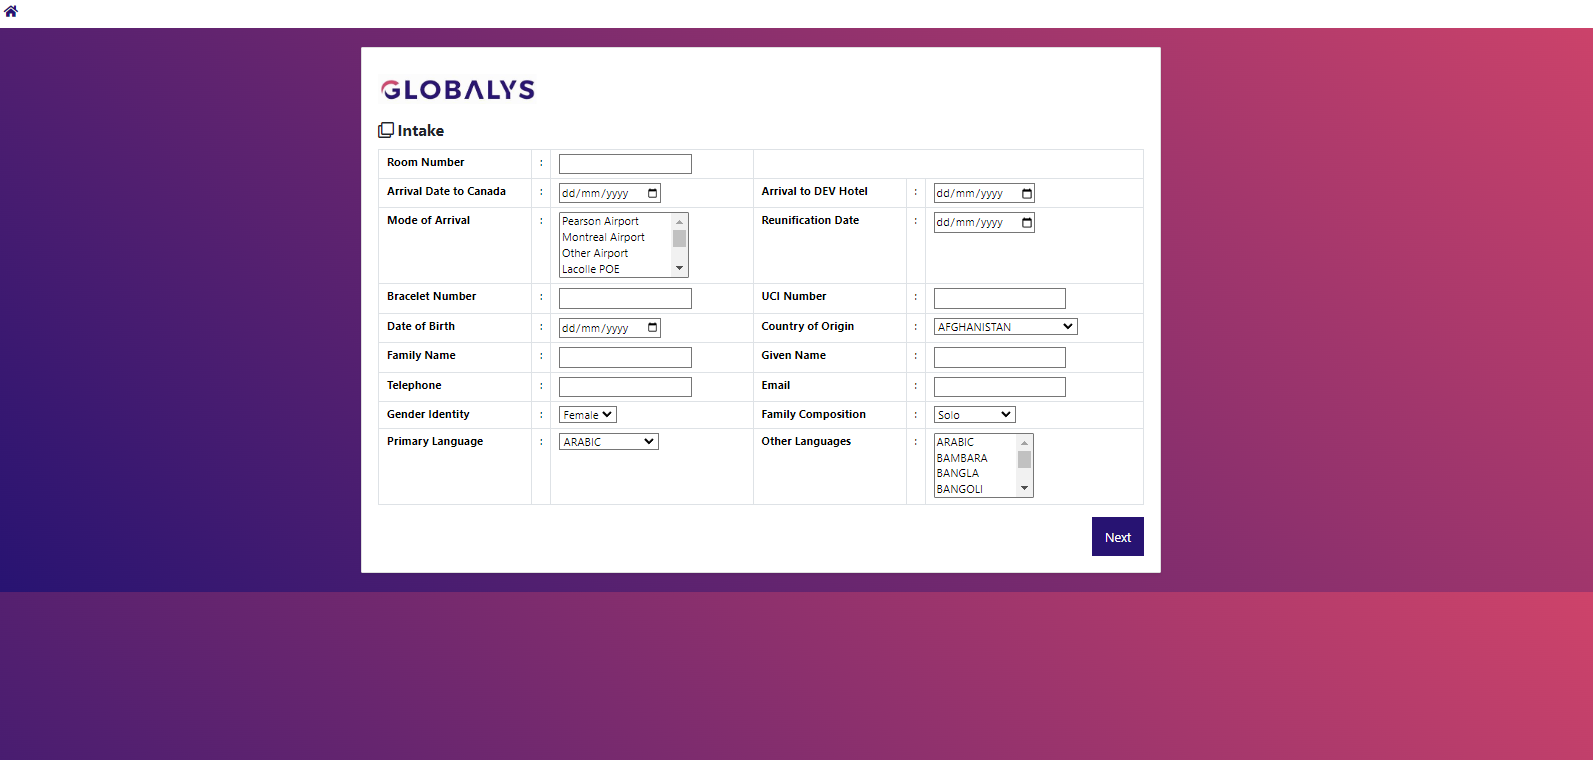 GLOBALYS
Intake
Room Number :
Arrival Date to Canada : dd/mm/yyyy Arrival to DEV Hotel : dd/mm/yyyy
Mode of Arrival : Pearson Airport Reunification Date : dd/mm/yyyy
Montreal Airport
Other Airport
Lacolle POE
Bracelet Number : UCI Number :
Date of Birth : dd/mm/yyyy Country of Origin : AFGHANISTAN
Family Name : Given Name :
Telephone : Email :
Gender Identity : Female Family Composition : Solo
Primary Language : ARABIC Other Languages : ARABIC
BAMBARA
BANGLA
BANGOLI
Next